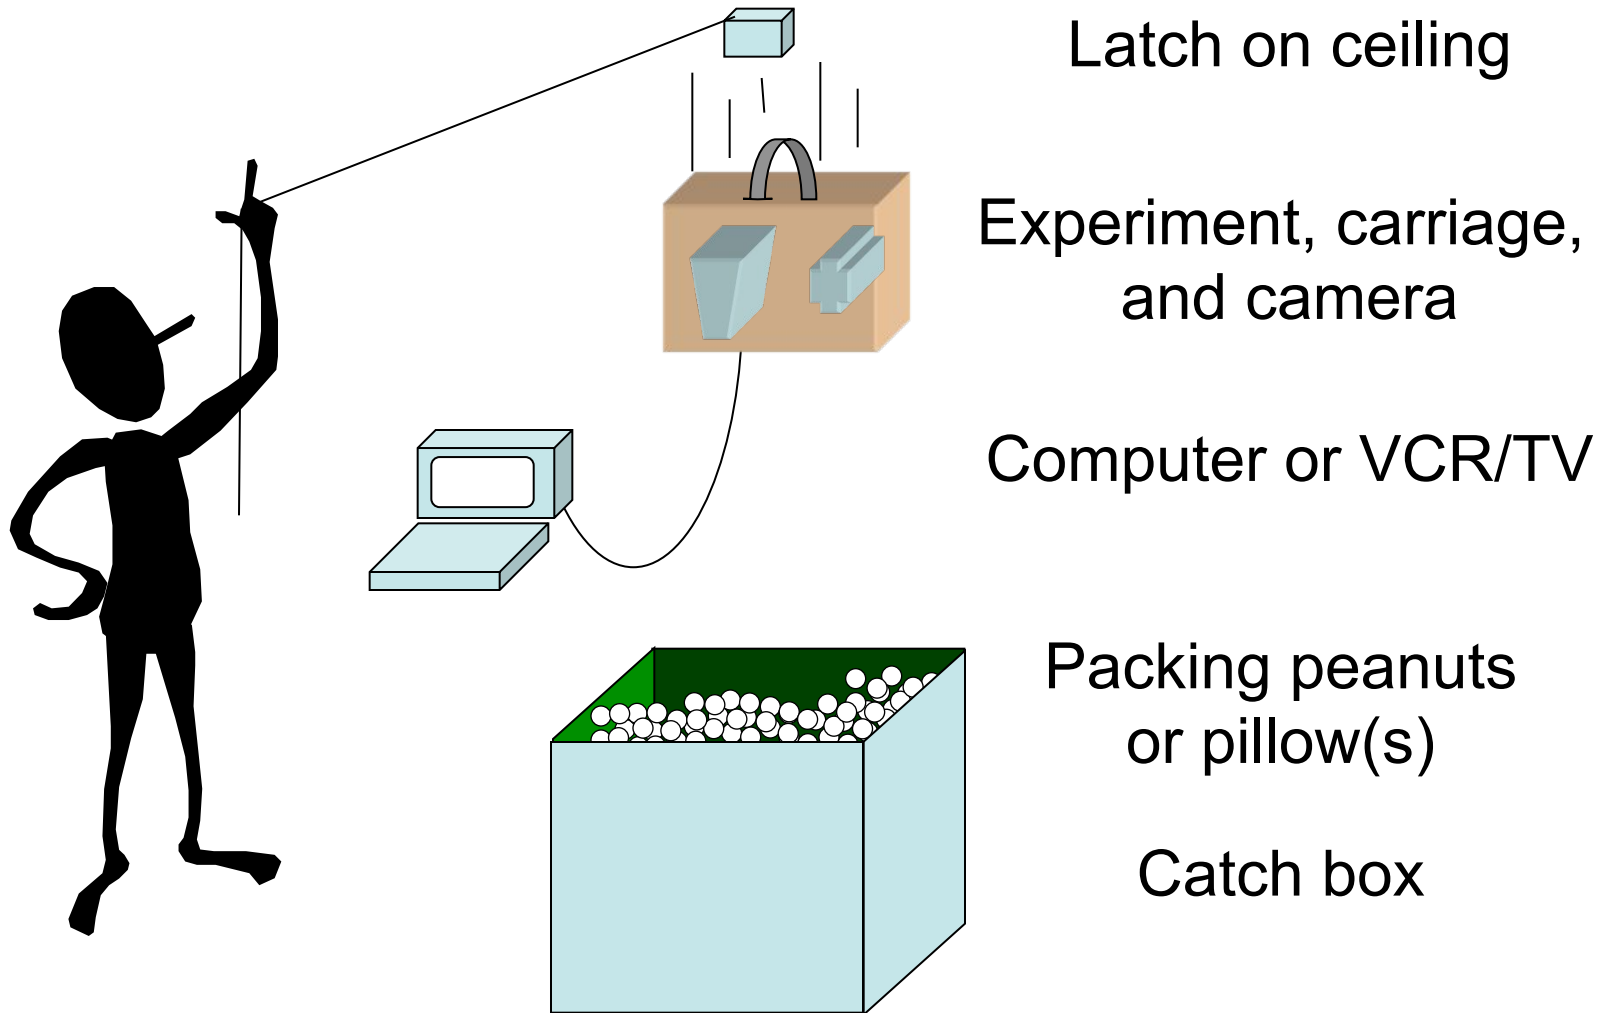 Latch on ceiling
Experiment, carriage,
and camera
Computer or VCR/TV
Packing peanuts
or pillow(s)
Catch box